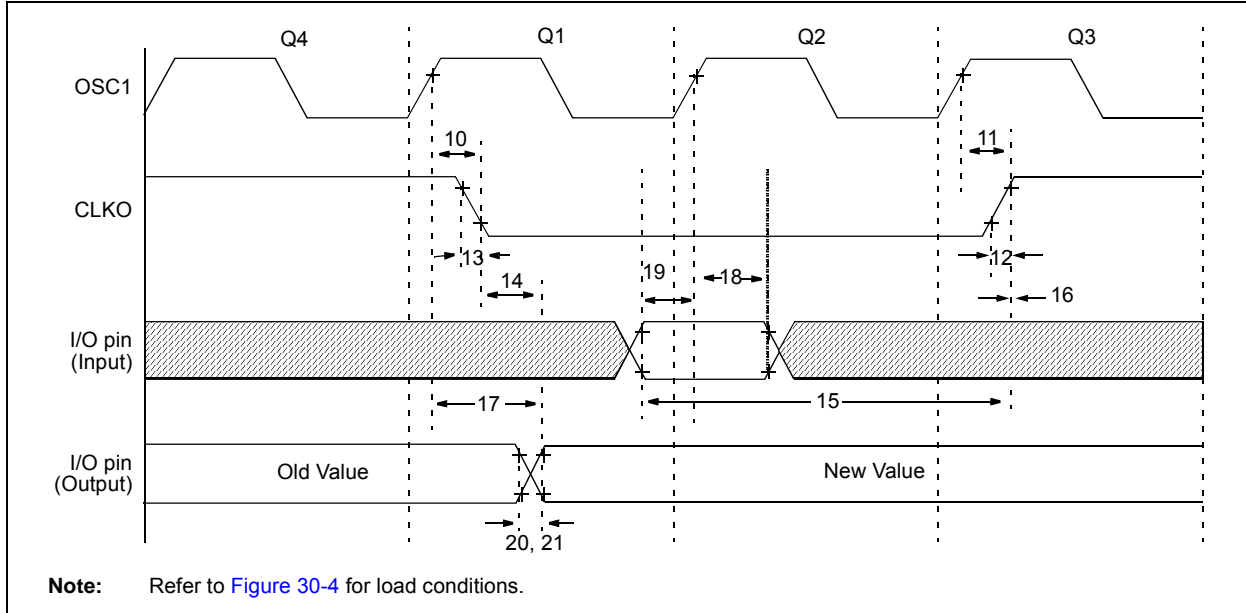 Q4 Q1 Q2 Q3
OSC1
10 11
CLKO
13 12
14 19 18 16
I/O pin
(Input)
17 15
I/O pin
(Output)
Old Value New Value
20, 21
Note: Refer to Figure 30-4 for load conditions.